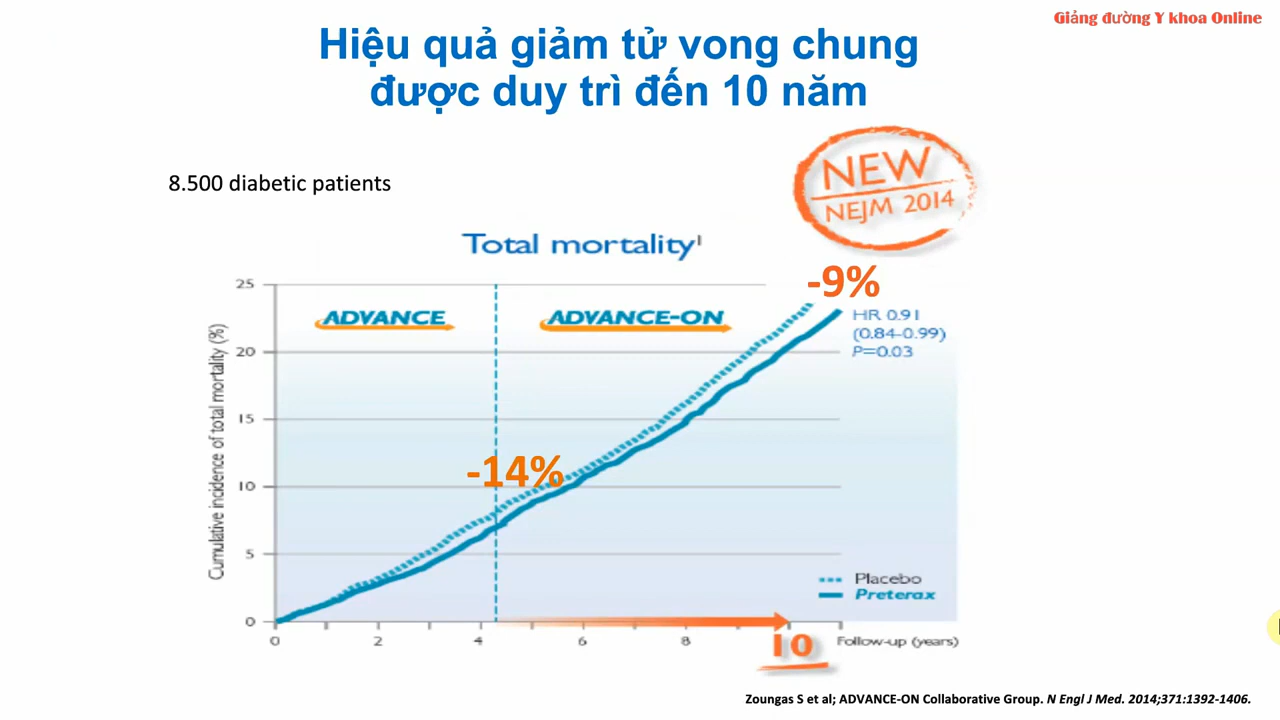 Giảng đường Y khoa Online
Hiệu quả giảm tử vong chung
được duy trì đến 10 năm
NEW
NEJM 2014
8.500 diabetic patients
Total mortality¹
-9%
HR 0.91
(0.84-0.99)
P=0.03
ADVANCE
ADVANCE-ON
-14%
Cumulative incidence of total mortality (%)
25
20
15
10
5
0
Placebo
Preterax
0 2 4 6 8 10 Follow-up (years)
Zoungas S et al; ADVANCE-ON Collaborative Group. N Engl J Med. 2014;371:1392-1406.